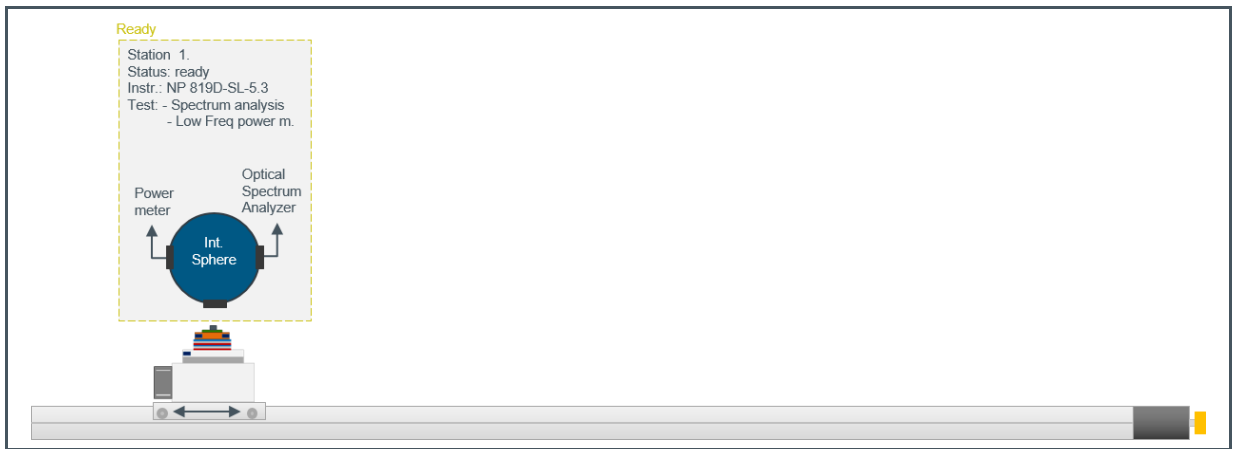 Ready
Station 1.
Status: ready
Instr.: NP 819D-SL-5.3
Test: - Spectrum analysis
- Low Freq power m.
Power
meter
Optical
Spectrum
Analyzer
Int.
Sphere